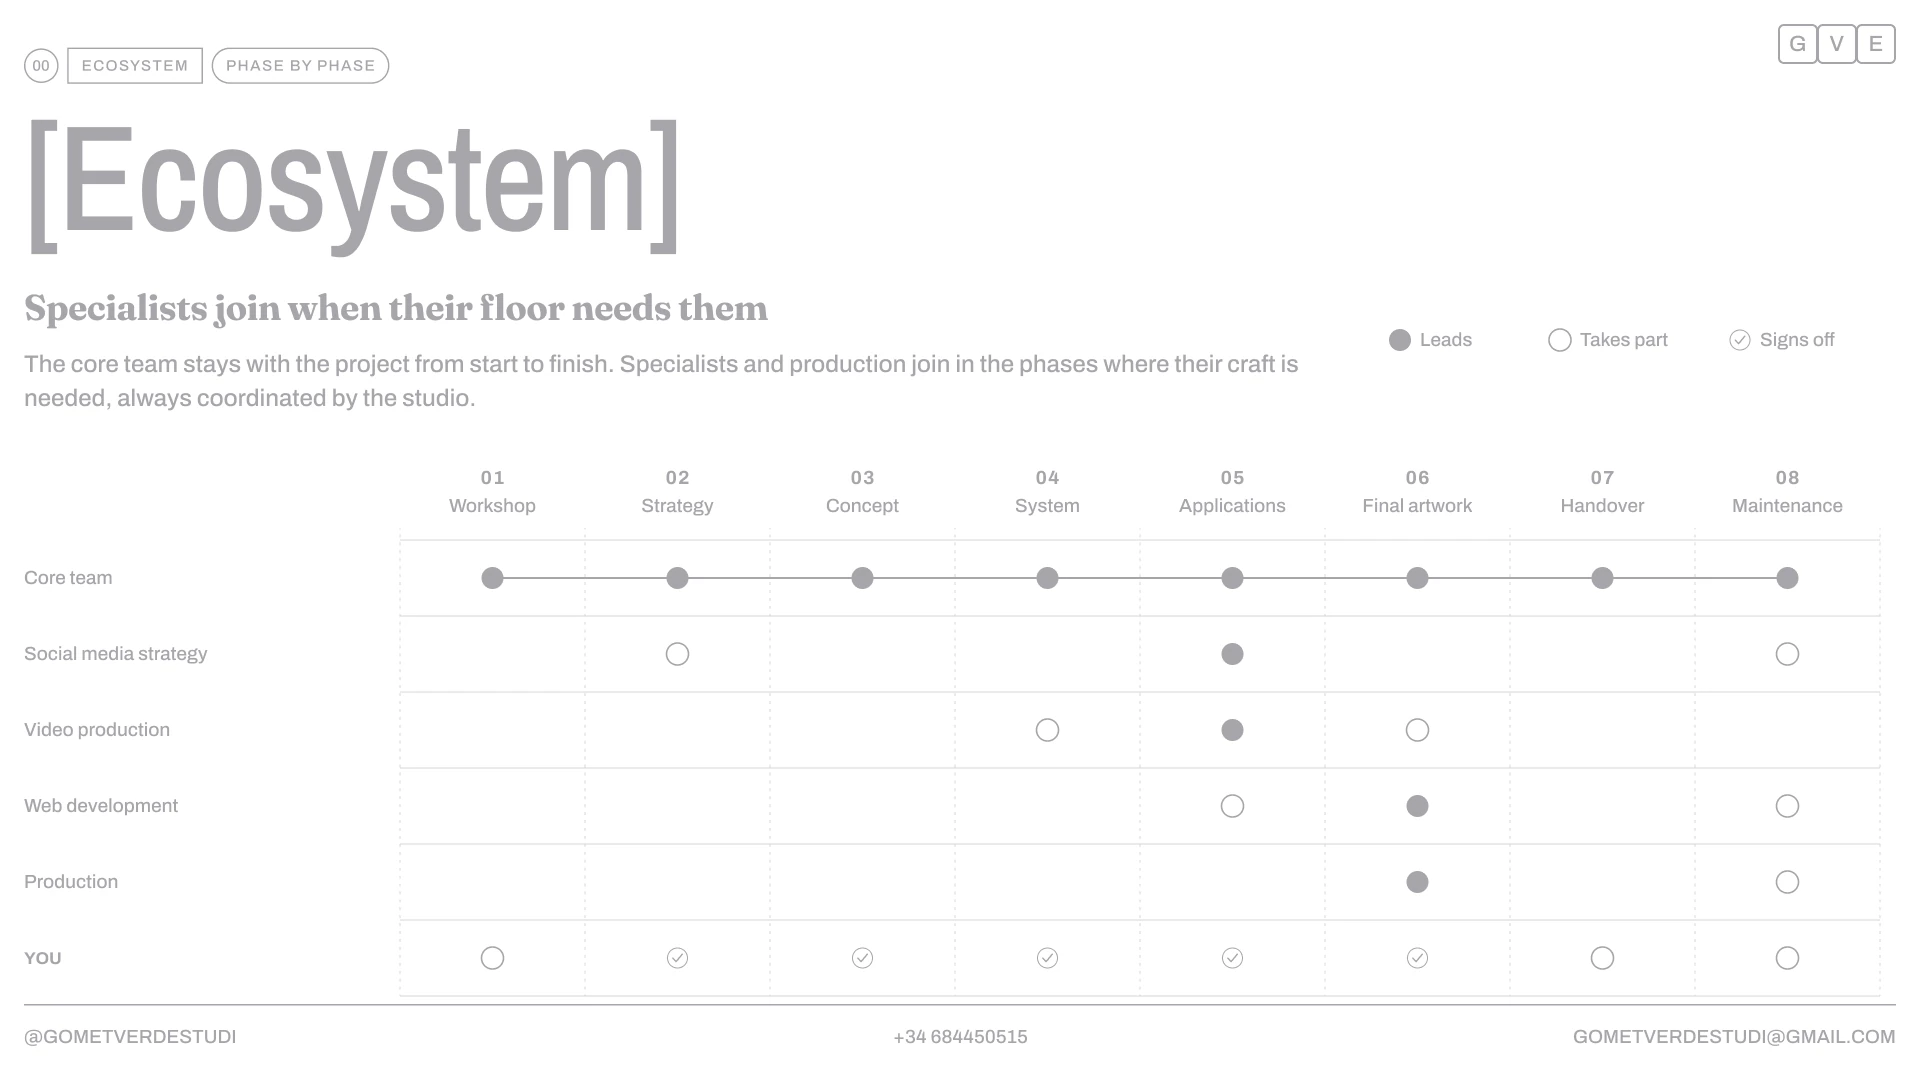 00 ECOSYSTEM PHASE BY PHASE
G V E
[Ecosystem]
Specialists join when their floor needs them
The core team stays with the project from start to finish. Specialists and production join in the phases where their craft is
needed, always coordinated by the studio.
Leads Takes part Signs off
01 02 03 04 05 06 07 08
Workshop Strategy Concept System Applications Final artwork Handover Maintenance
Core team
Social media strategy
Video production
Web development
Production
YOU
@GOMETVERDESTUDI +34 684450515 GOMETVERDESTUDI@GMAIL.COM